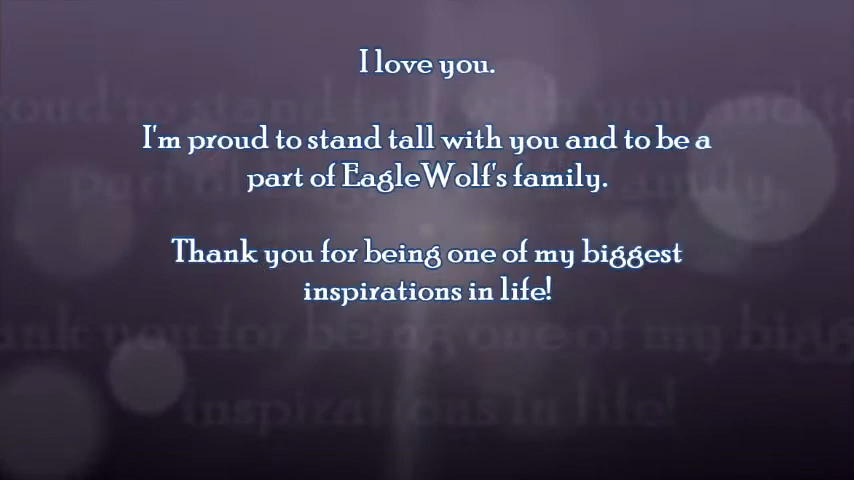 I love you.
I'm proud to stand tall with you and to be a
part of EagleWolf's family.
Thank you for being one of my biggest
inspirations in life!